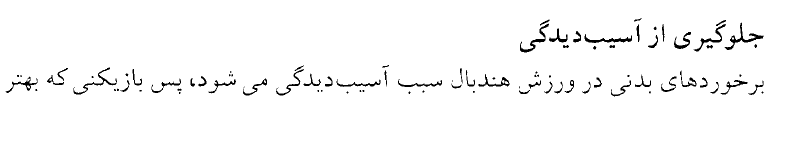 جلوگیری از آسیب‌دیدگی
برخوردهای بدنی در ورزش هندبال سبب آسیب‌دیدگی می شود، پس بازیکنی که بهتر